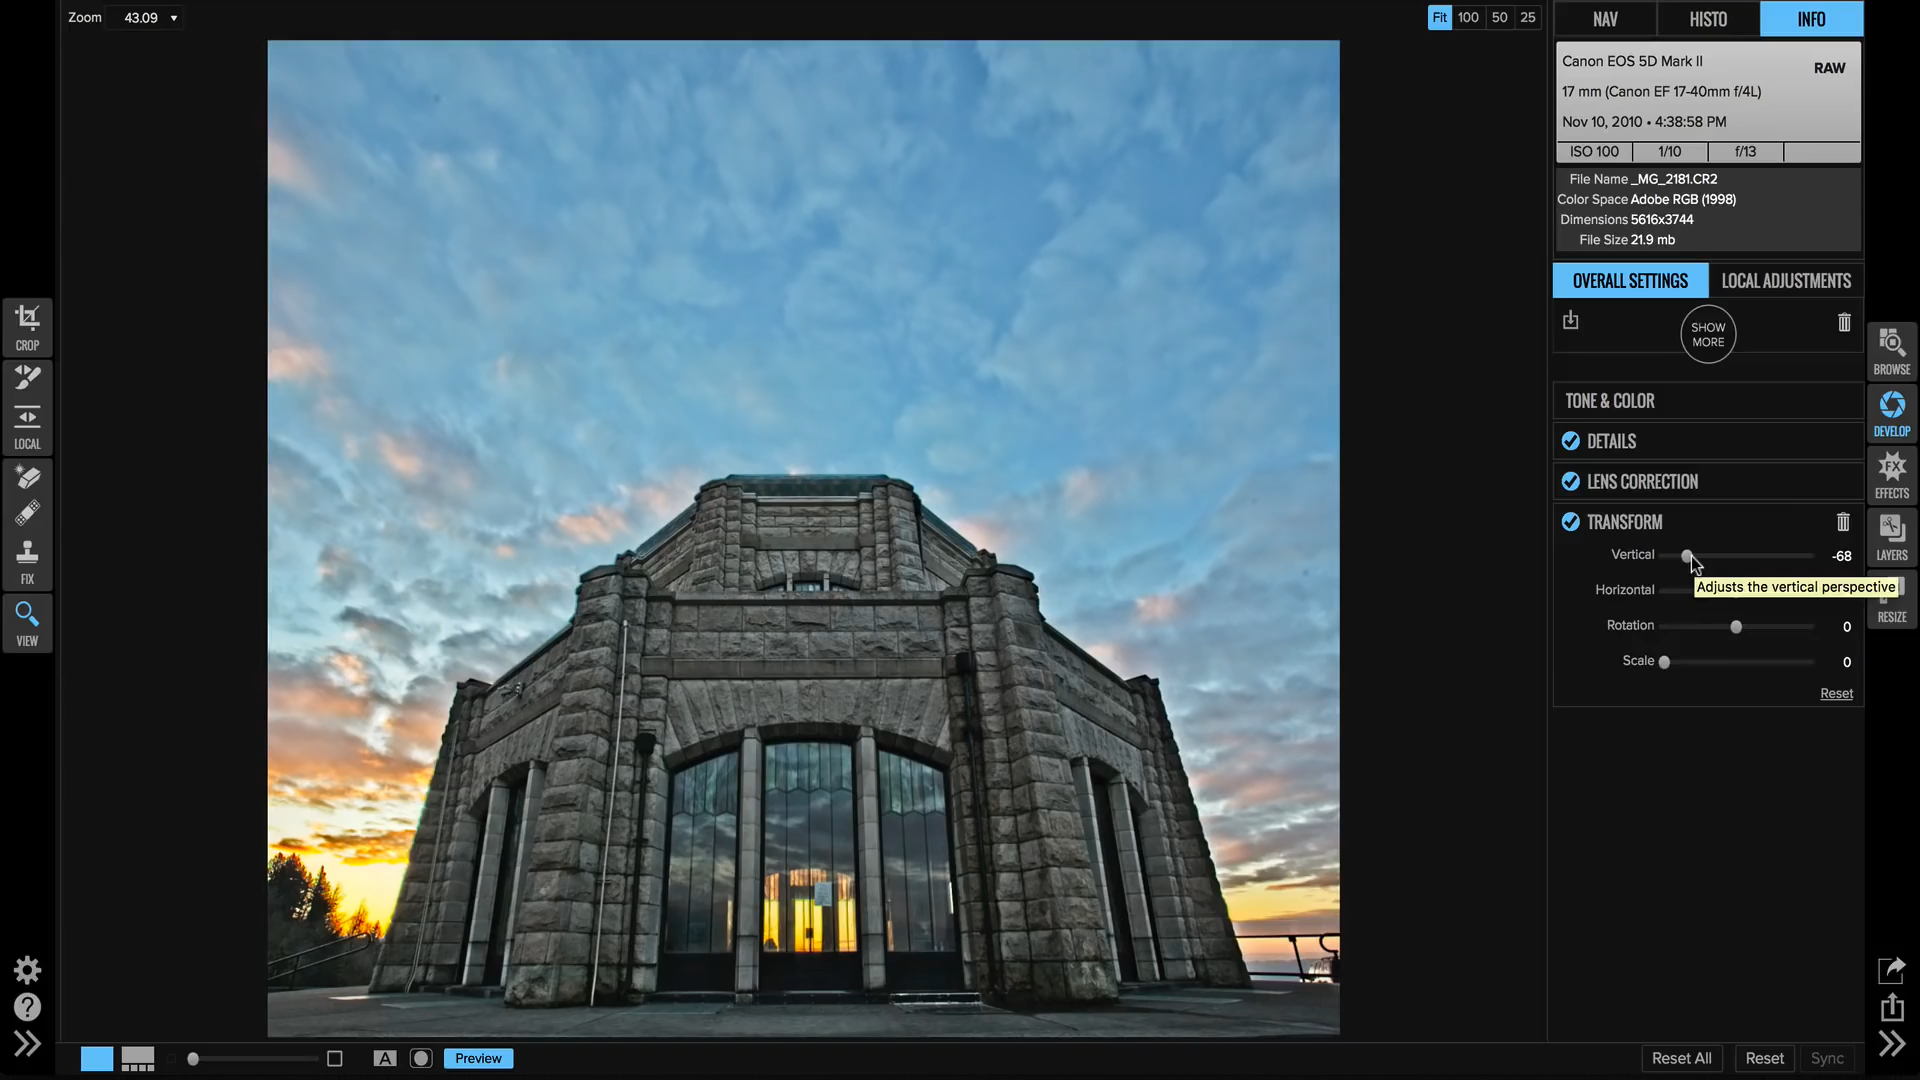 Zoom 43.09
Fit 100 50 25
NAV HISTO INFO
Canon EOS 5D Mark II
RAW
17 mm (Canon EF 17-40mm f/4L)
Nov 10, 2010 • 4:38:58 PM
ISO 100 1/10 f/13
File Name _MG_2181.CR2
Color Space Adobe RGB (1998)
Dimensions 5616x3744
File Size 21.9 mb
OVERALL SETTINGS LOCAL ADJUSTMENTS
SHOW
MORE
TONE & COLOR
DETAILS
LENS CORRECTION
TRANSFORM
Vertical -68
Adjusts the vertical perspective
Horizontal
Rotation 0
Scale 0
Reset
CROP
LOCAL
FIX
VIEW
BROWSE
DEVELOP
FX
EFFECTS
LAYERS
RESIZE
?
A Preview
Reset All Reset Sync